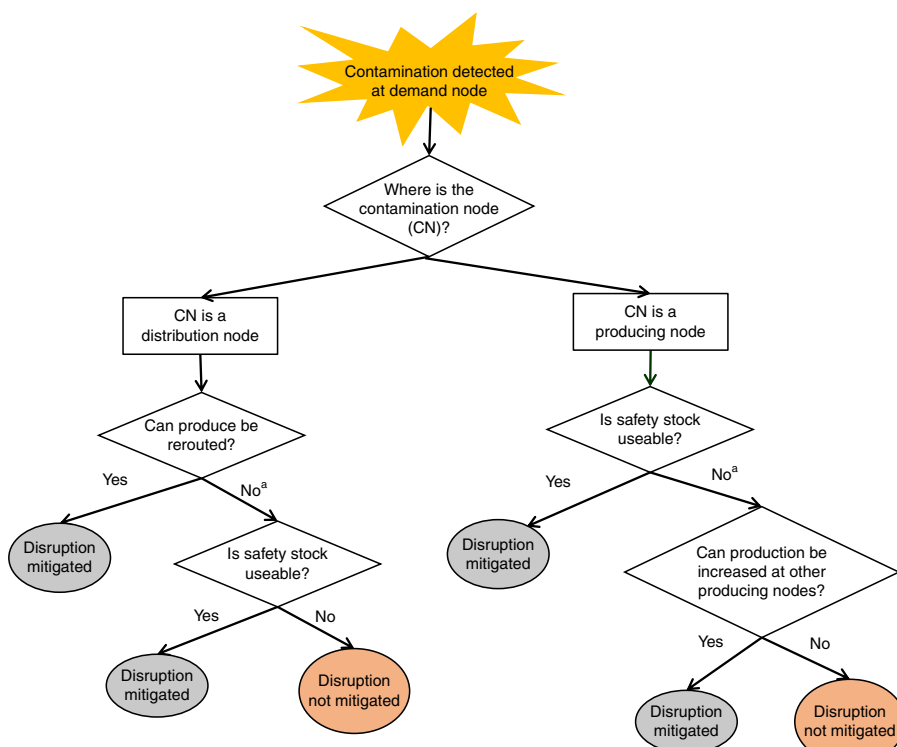 Contamination detected
at demand node
Where is the
contamination node
(CN)?
CN is a
distribution node
CN is a
producing node
Can produce be
rerouted?
Is safety stock
useable?
Yes
No^a
Yes
No^a
Disruption
mitigated
Is safety stock
useable?
Disruption
mitigated
Can production be
increased at other
producing nodes?
Yes
No
Yes
No
Disruption
mitigated
Disruption
not mitigated
Disruption
mitigated
Disruption
not mitigated